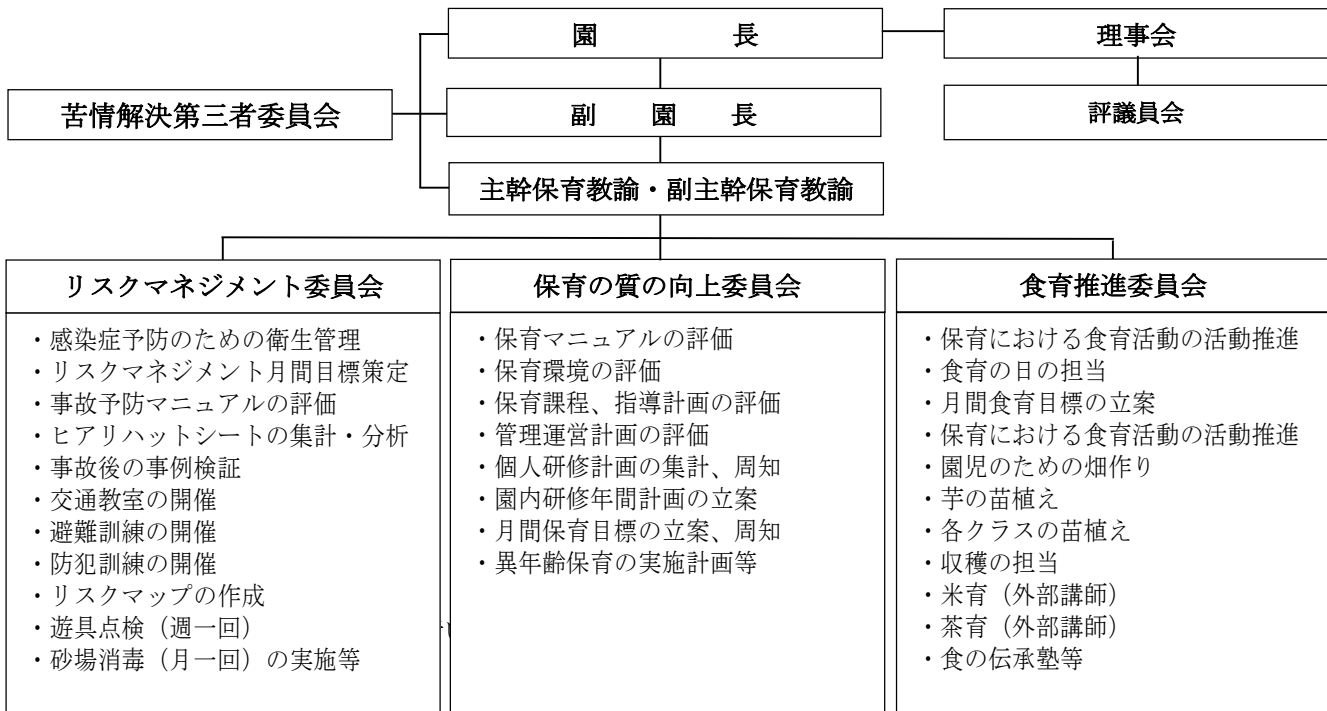 園　長
理事会
苦情解決第三者委員会
副　園　長
評議員会
主幹保育教諭・副主幹保育教諭
リスクマネジメント委員会
・感染症予防のための衛生管理
・リスクマネジメント月間目標策定
・事故予防マニュアルの評価
・ヒアリハットシートの集計・分析
・事故後の事例検証
・交通教室の開催
・避難訓練の開催
・防犯訓練の開催
・リスクマップの作成
・遊具点検（週一回）
・砂場消毒（月一回）の実施等
保育の質の向上委員会
・保育マニュアルの評価
・保育環境の評価
・保育課程、指導計画の評価
・管理運営計画の評価
・個人研修計画の集計、周知
・園内研修年間計画の立案
・月間保育目標の立案、周知
・異年齢保育の実施計画等
食育推進委員会
・保育における食育活動の活動推進
・食育の日の担当
・月間食育目標の立案
・保育における食育活動の活動推進
・園児のための畑作り
・芋の苗植え
・各クラスの苗植え
・収穫の担当
・米育（外部講師）
・茶育（外部講師）
・食の伝承塾等